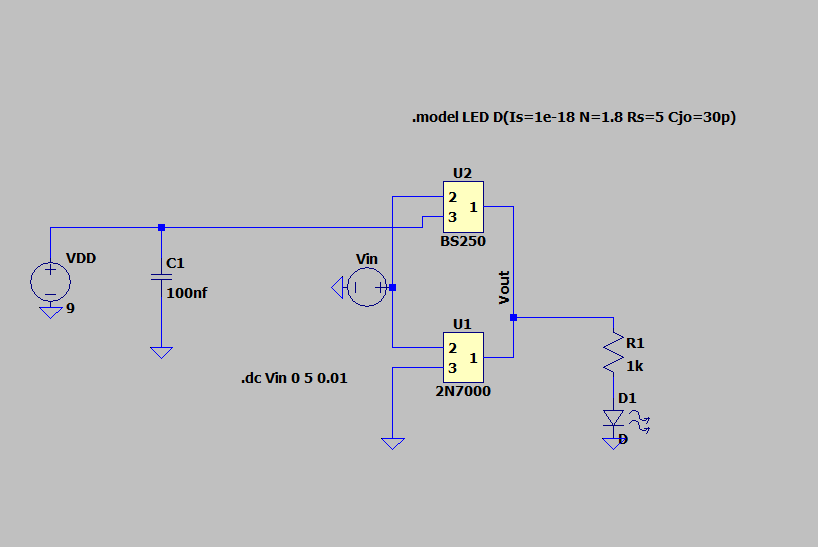 .model LED D(Is=1e-18 N=1.8 Rs=5 Cjo=30p)
U2
2
1
3
BS250
VDD
9
C1
100nf
Vin
Vout
U1
2
1
3
2N7000
.dc Vin 0 5 0.01
R1
1k
D1
D